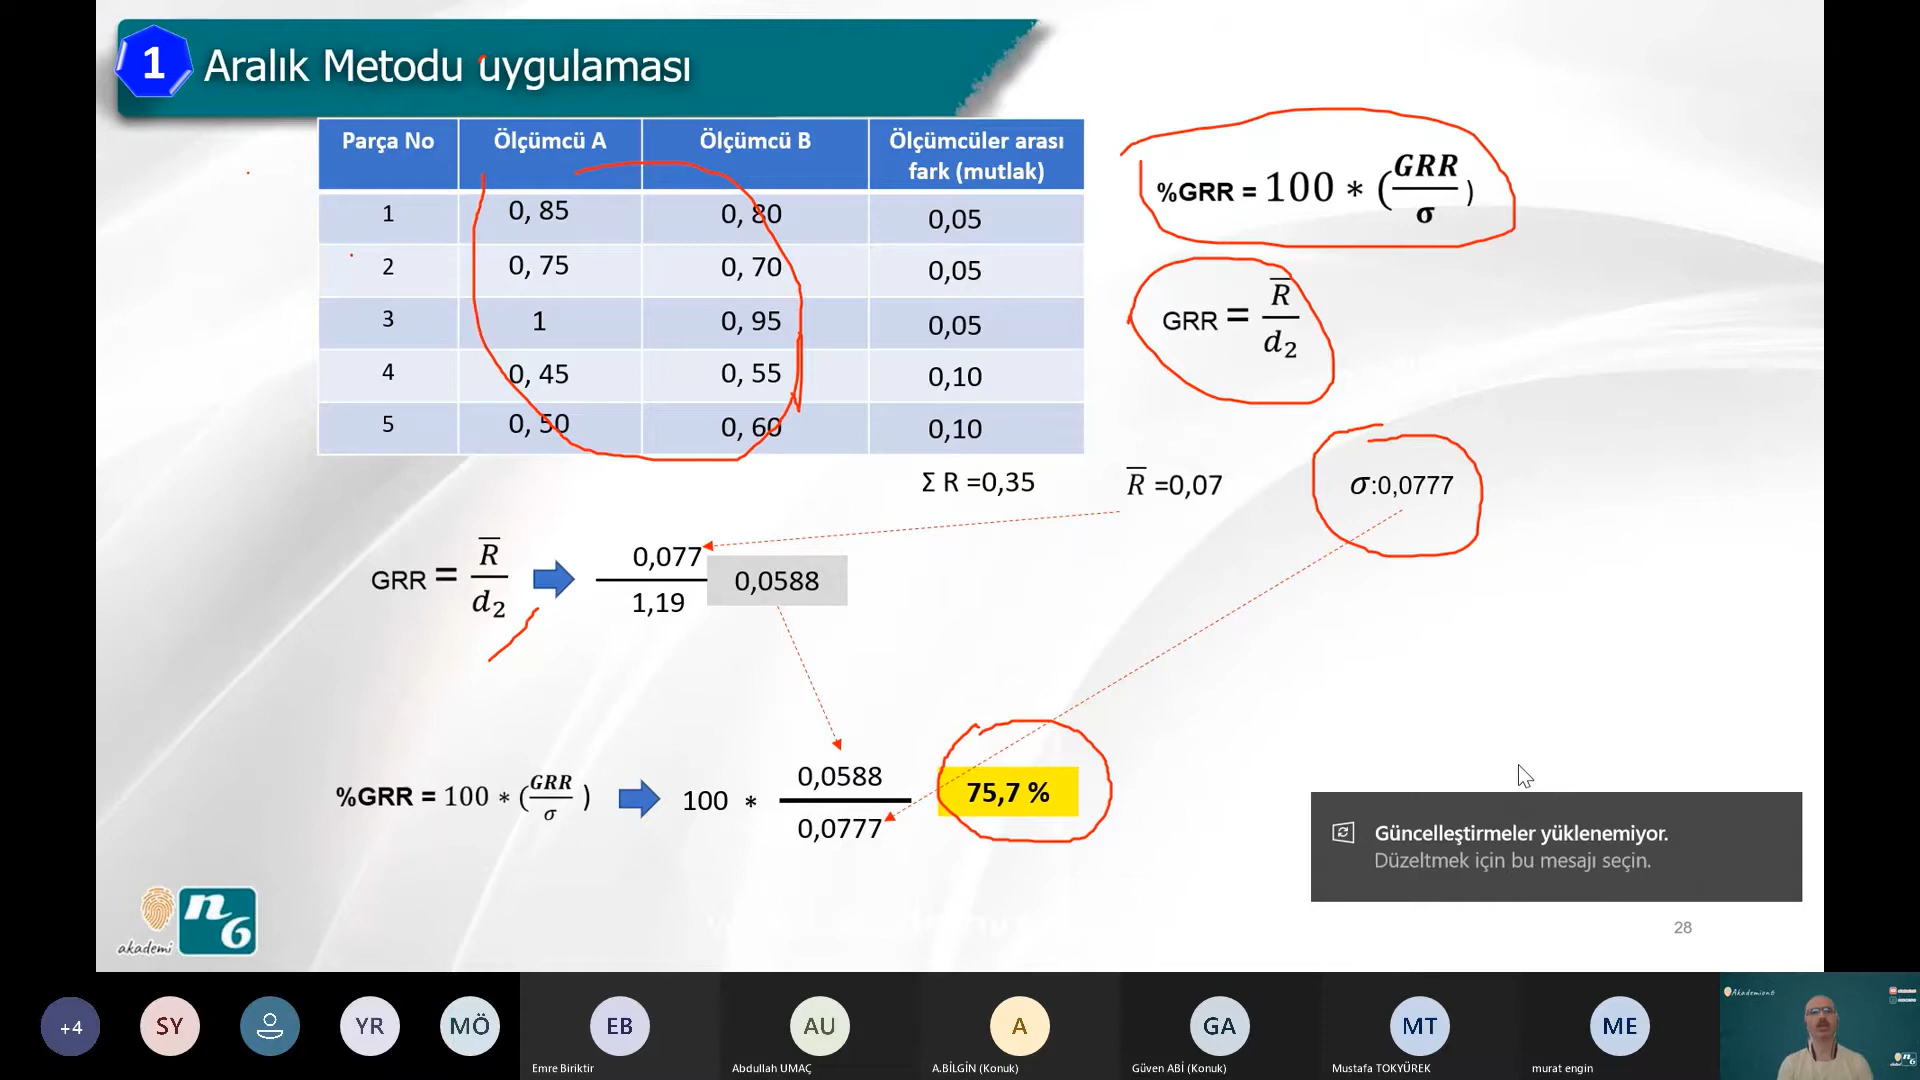 1 Aralık Metodu uygulaması
Parça No Ölçümcü A Ölçümcü B Ölçümcüler arası fark (mutlak)
1 0, 85 0, 80 0,05
2 0, 75 0, 70 0,05
3 1 0, 95 0,05
4 0, 45 0, 55 0,10
5 0, 50 0, 60 0,10
%GRR = 100 * (GRR/σ)
GRR = R̅/d₂
Σ R =0,35 R̅ =0,07 σ:0,0777
GRR = R̅/d₂ 0,077/1,19 0,0588
%GRR = 100 * (GRR/σ) 100 * 0,0588/0,0777 75,7 %
Güncelleştirmeler yüklenemiyor.
Düzeltmek için bu mesajı seçin.
akademi n6
28
+4 SY YR MÖ EB AU A GA MT ME
Emre Biriktir Abdullah UMAÇ A.BİLGİN (Konuk) Güven ABİ (Konuk) Mustafa TOKYÜREK murat engin